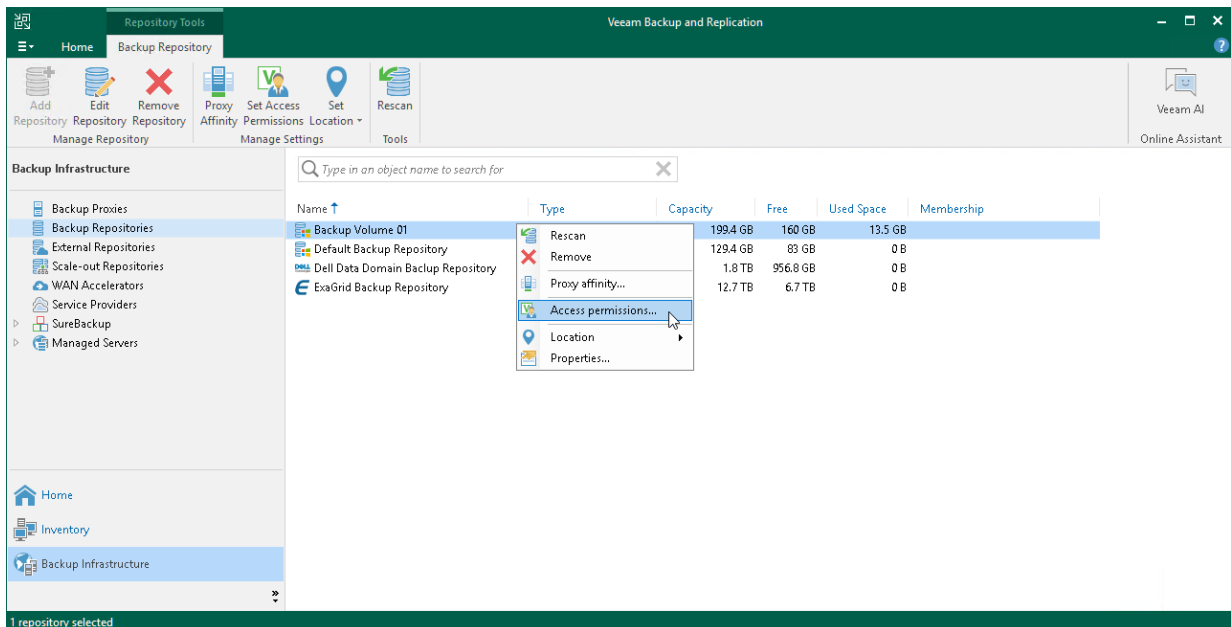 Repository Tools
Veeam Backup and Replication
Home
Backup Repository
Add Repository
Edit Repository
Remove Repository
Proxy Affinity
Set Access Permissions
Set Location
Rescan
Veeam AI
Manage Repository
Manage Settings
Tools
Online Assistant
Backup Infrastructure
Type in an object name to search for
Backup Proxies
Backup Repositories
External Repositories
Scale-out Repositories
WAN Accelerators
Service Providers
SureBackup
Managed Servers
Name Type Capacity Free Used Space Membership
Backup Volume 01 199.4 GB 160 GB 13.5 GB
Default Backup Repository 129.4 GB 83 GB 0 B
DELL Dell Data Domain Baclup Repository 1.8 TB 956.8 GB 0 B
ExaGrid Backup Repository 12.7 TB 6.7 TB 0 B
Rescan
Remove
Proxy affinity...
Access permissions...
Location
Properties...
Home
Inventory
Backup Infrastructure
1 repository selected